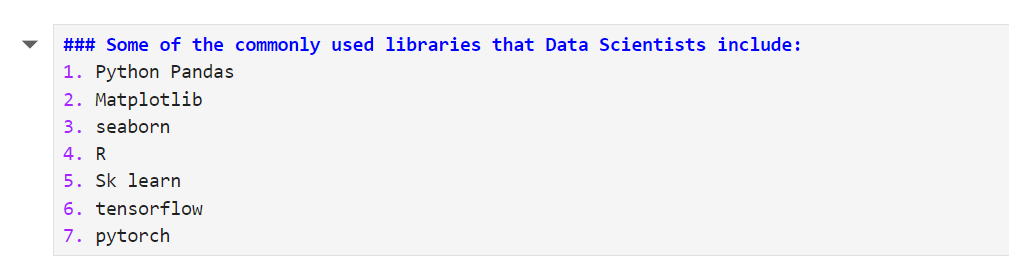 ### Some of the commonly used libraries that Data Scientists include:
1. Python Pandas
2. Matplotlib
3. seaborn
4. R
5. Sk learn
6. tensorflow
7. pytorch